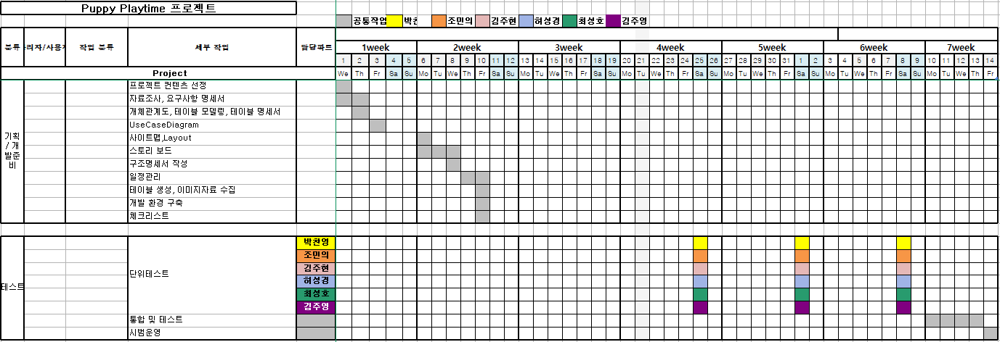 Puppy Playtime 프로젝트
공통작업 박찬 조민의 김주현 허성경 최성호 김주영
분류 리자/사용자 작업 분류 세부 작업 담당파트
1week 2week 3week 4week 5week 6week 7week
1 2 3 4 5 6 7 8 9 10 11 12 13 14 15 16 17 18 19 20 21 22 23 24 25 26 27 28 29 30 31 1 2 3 4 5 6 7 8 9 10 11 12 13 14
Project We Th Fr Sa Su Mo Tu We Th Fr Sa Su Mo Tu We Th Fr Sa Su Mo Tu We Th Fr Sa Su Mo Tu We Th Fr Sa Su Mo Tu We Th Fr Sa Su Mo Tu We Th Fr
기획
/ 개
발준
비
프로젝트 컨텐츠 선정
자료조사, 요구사항 명세서
개체관계도, 테이블 모델링, 테이블 명세서
UseCaseDiagram
사이트맵,Layout
스토리 보드
구조명세서 작성
일정관리
테이블 생성, 이미지자료 수집
개발 환경 구축
체크리스트
테스트
단위테스트
박찬영
조민의
김주현
허성경
최성호
김주영
통합 및 테스트
시범운영